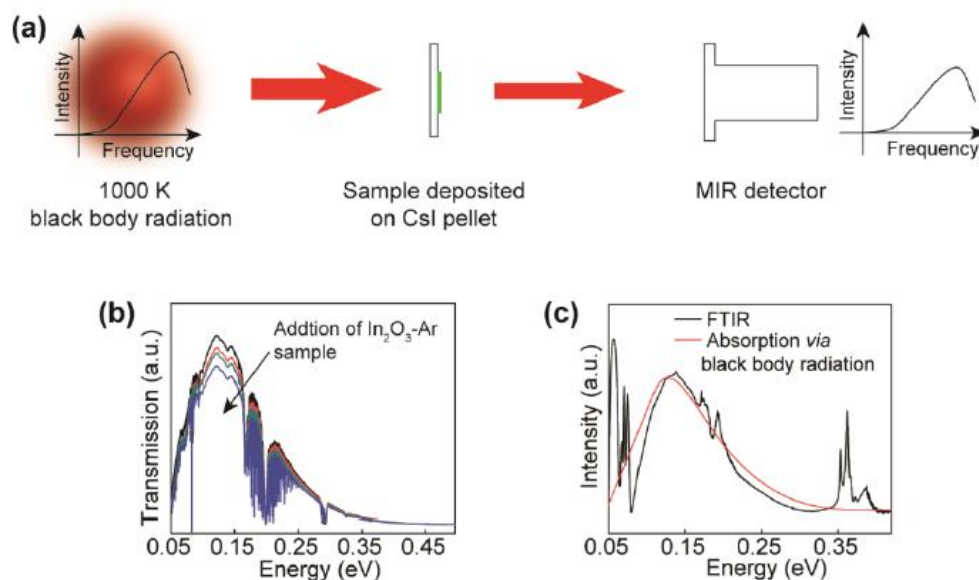 (a)
Intensity
Frequency
1000 K
black body radiation
Sample deposited
on CsI pellet
MIR detector
Intensity
Frequency
(b)
Transmission (a.u.)
Addtion of In₂O₃-Ar
sample
0.05 0.15 0.25 0.35 0.45
Energy (eV)
(c)
Intensity (a.u.)
FTIR
Absorption via
black body radiation
0.05 0.15 0.25 0.35
Energy (eV)